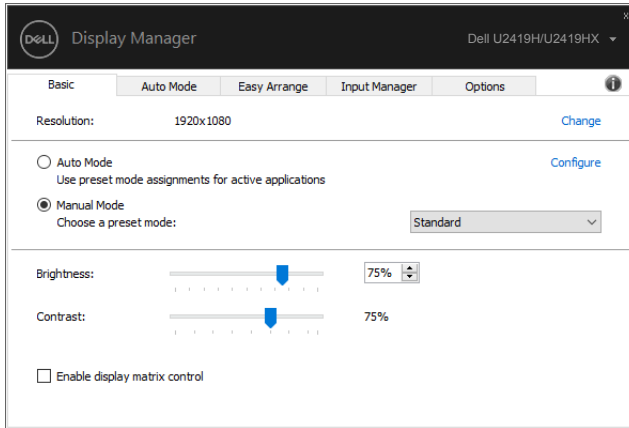 x
DELL Display Manager Dell U2419H/U2419HX
Basic Auto Mode Easy Arrange Input Manager Options i
Resolution: 1920x1080 Change
Auto Mode Configure
Use preset mode assignments for active applications
Manual Mode
Choose a preset mode: Standard
Brightness: 75%
Contrast: 75%
Enable display matrix control